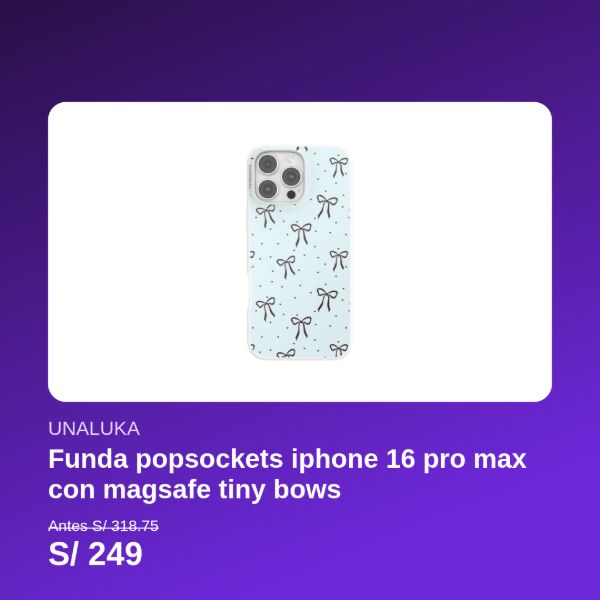 UNALUKA
Funda popsockets iphone 16 pro max
con magsafe tiny bows
Antes S/ 318.75
S/ 249